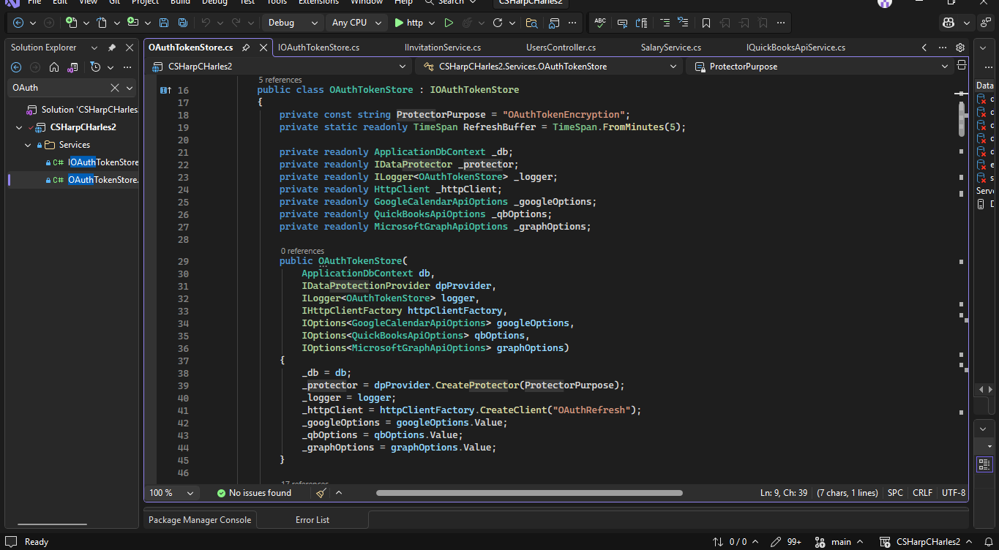 File Edit View Git Project Build Debug Test Tools Extensions Window Help Search CSHarpCHarles2
Debug Any CPU http
Solution Explorer
OAuth
Solution 'CSHarpCHarles
CSHarpCHarles2
Services
C# IOAuthTokenStore
C# OAuthTokenStore.
OAuthTokenStore.cs IOAuthTokenStore.cs IInvitationService.cs UsersController.cs SalaryService.cs IQuickBooksApiService.cs
CSHarpCHarles2 CSHarpCHarles2.Services.OAuthTokenStore ProtectorPurpose
5 references
16 public class OAuthTokenStore : IOAuthTokenStore
17 {
18 private const string ProtectorPurpose = "OAuthTokenEncryption";
19 private static readonly TimeSpan RefreshBuffer = TimeSpan.FromMinutes(5);
20
21 private readonly ApplicationDbContext _db;
22 private readonly IDataProtector _protector;
23 private readonly ILogger<OAuthTokenStore> _logger;
24 private readonly HttpClient _httpClient;
25 private readonly GoogleCalendarApiOptions _googleOptions;
26 private readonly QuickBooksApiOptions _qbOptions;
27 private readonly MicrosoftGraphApiOptions _graphOptions;
28
0 references
29 public OAuthTokenStore(
30 ApplicationDbContext db,
31 IDataProtectionProvider dpProvider,
32 ILogger<OAuthTokenStore> logger,
33 IHttpClientFactory httpClientFactory,
34 IOptions<GoogleCalendarApiOptions> googleOptions,
35 IOptions<QuickBooksApiOptions> qbOptions,
36 IOptions<MicrosoftGraphApiOptions> graphOptions)
37 {
38 _db = db;
39 _protector = dpProvider.CreateProtector(ProtectorPurpose);
40 _logger = logger;
41 _httpClient = httpClientFactory.CreateClient("OAuthRefresh");
42 _googleOptions = googleOptions.Value;
43 _qbOptions = qbOptions.Value;
44 _graphOptions = graphOptions.Value;
45 }
46
17 references
100 % No issues found Ln: 9, Ch: 39 (7 chars, 1 lines) SPC CRLF UTF-8
Data
Serve
Package Manager Console Error List
Ready 0 / 0 99+ main CSHarpCHarles2